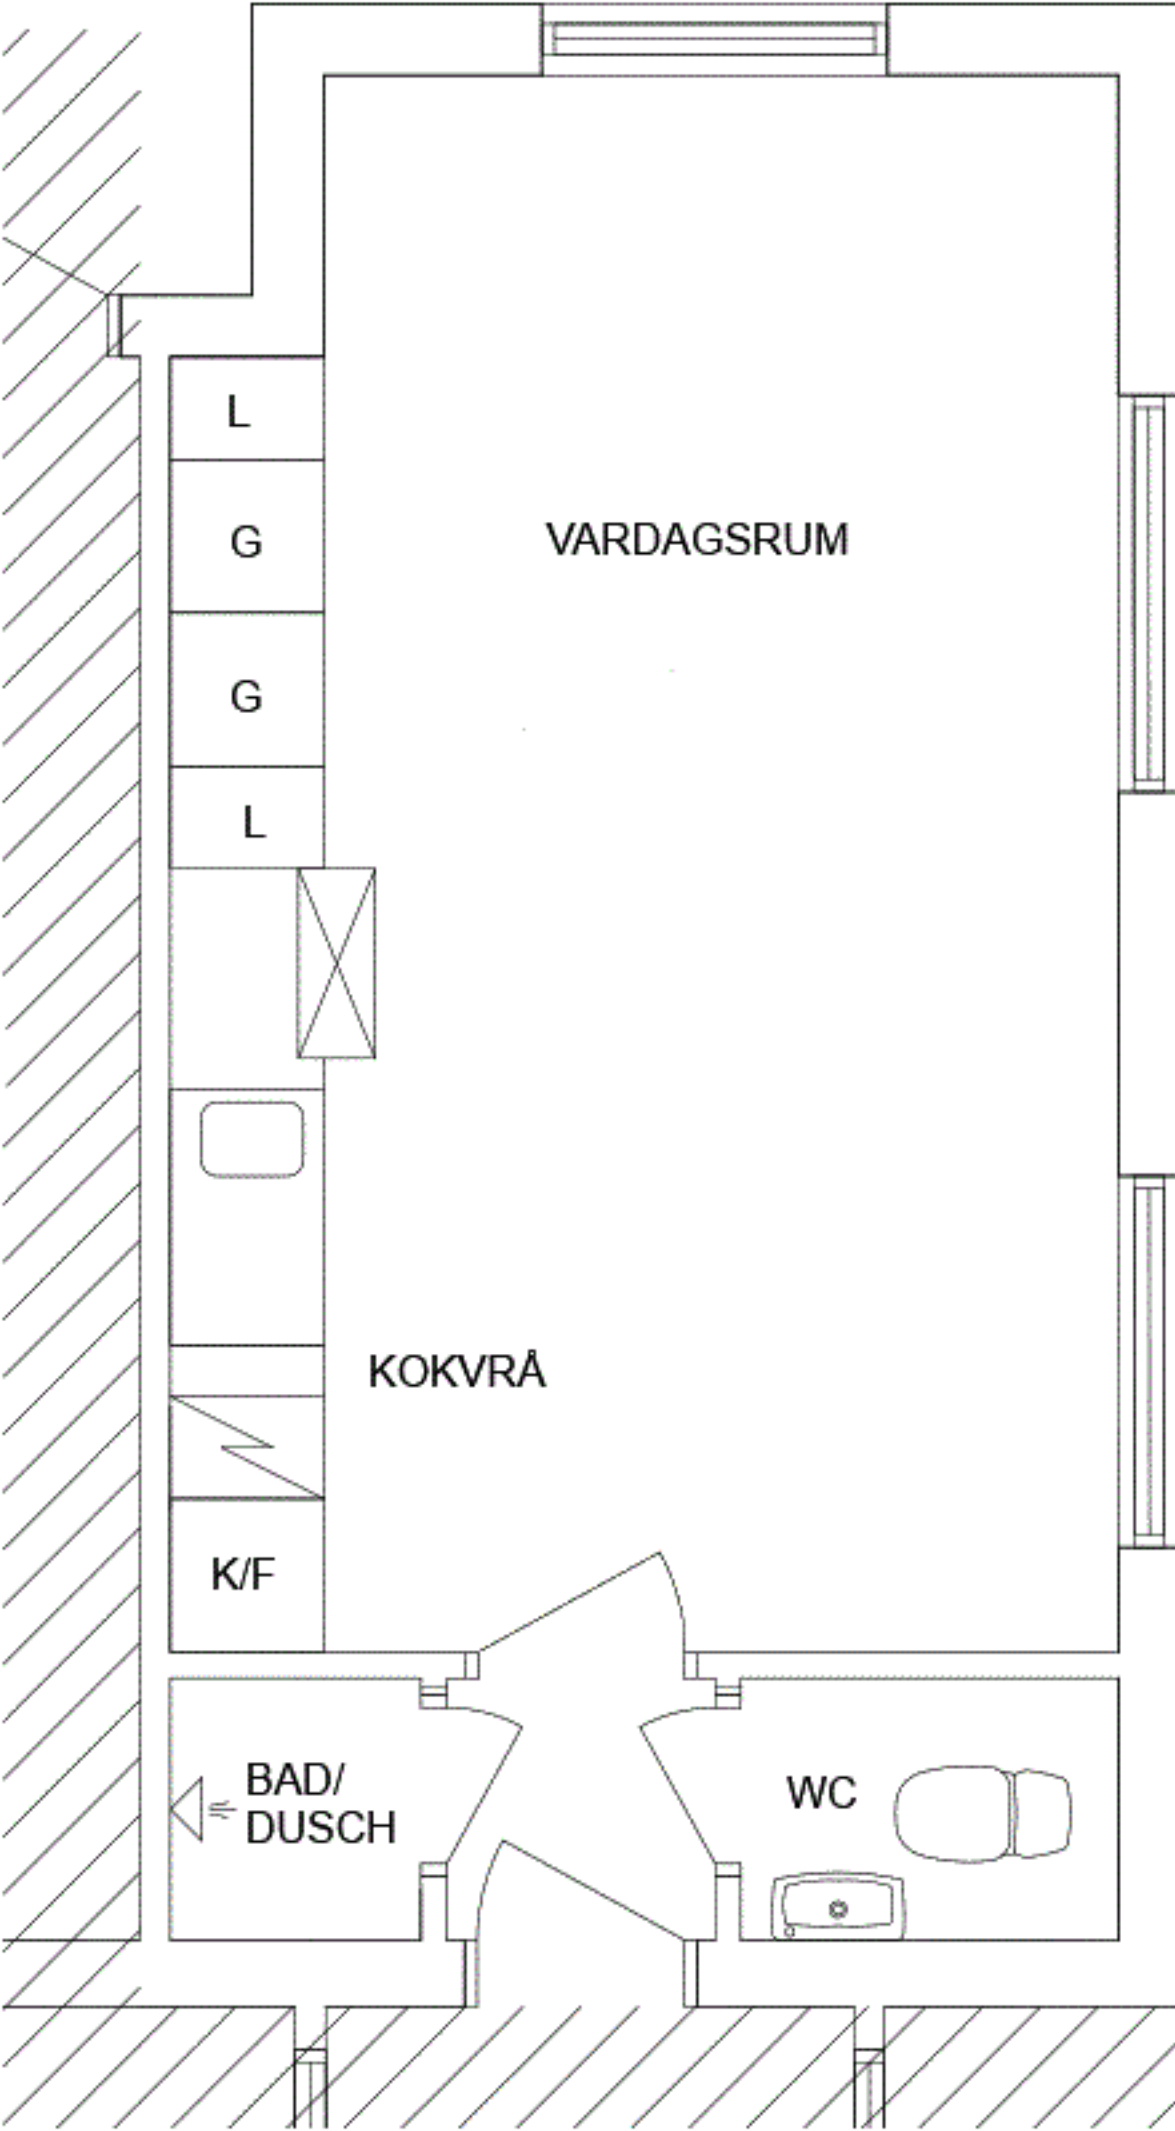 L
G
VARDAGSRUM
G
L
KOKVRÅ
K/F
BAD/
DUSCH
WC